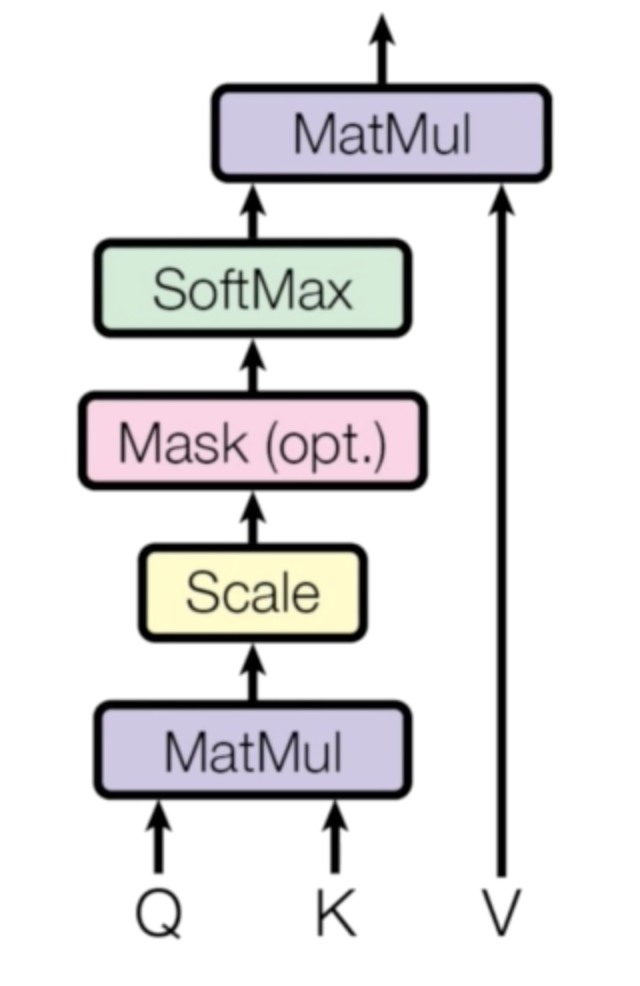 MatMul
SoftMax
Mask (opt.)
Scale
MatMul
Q K V